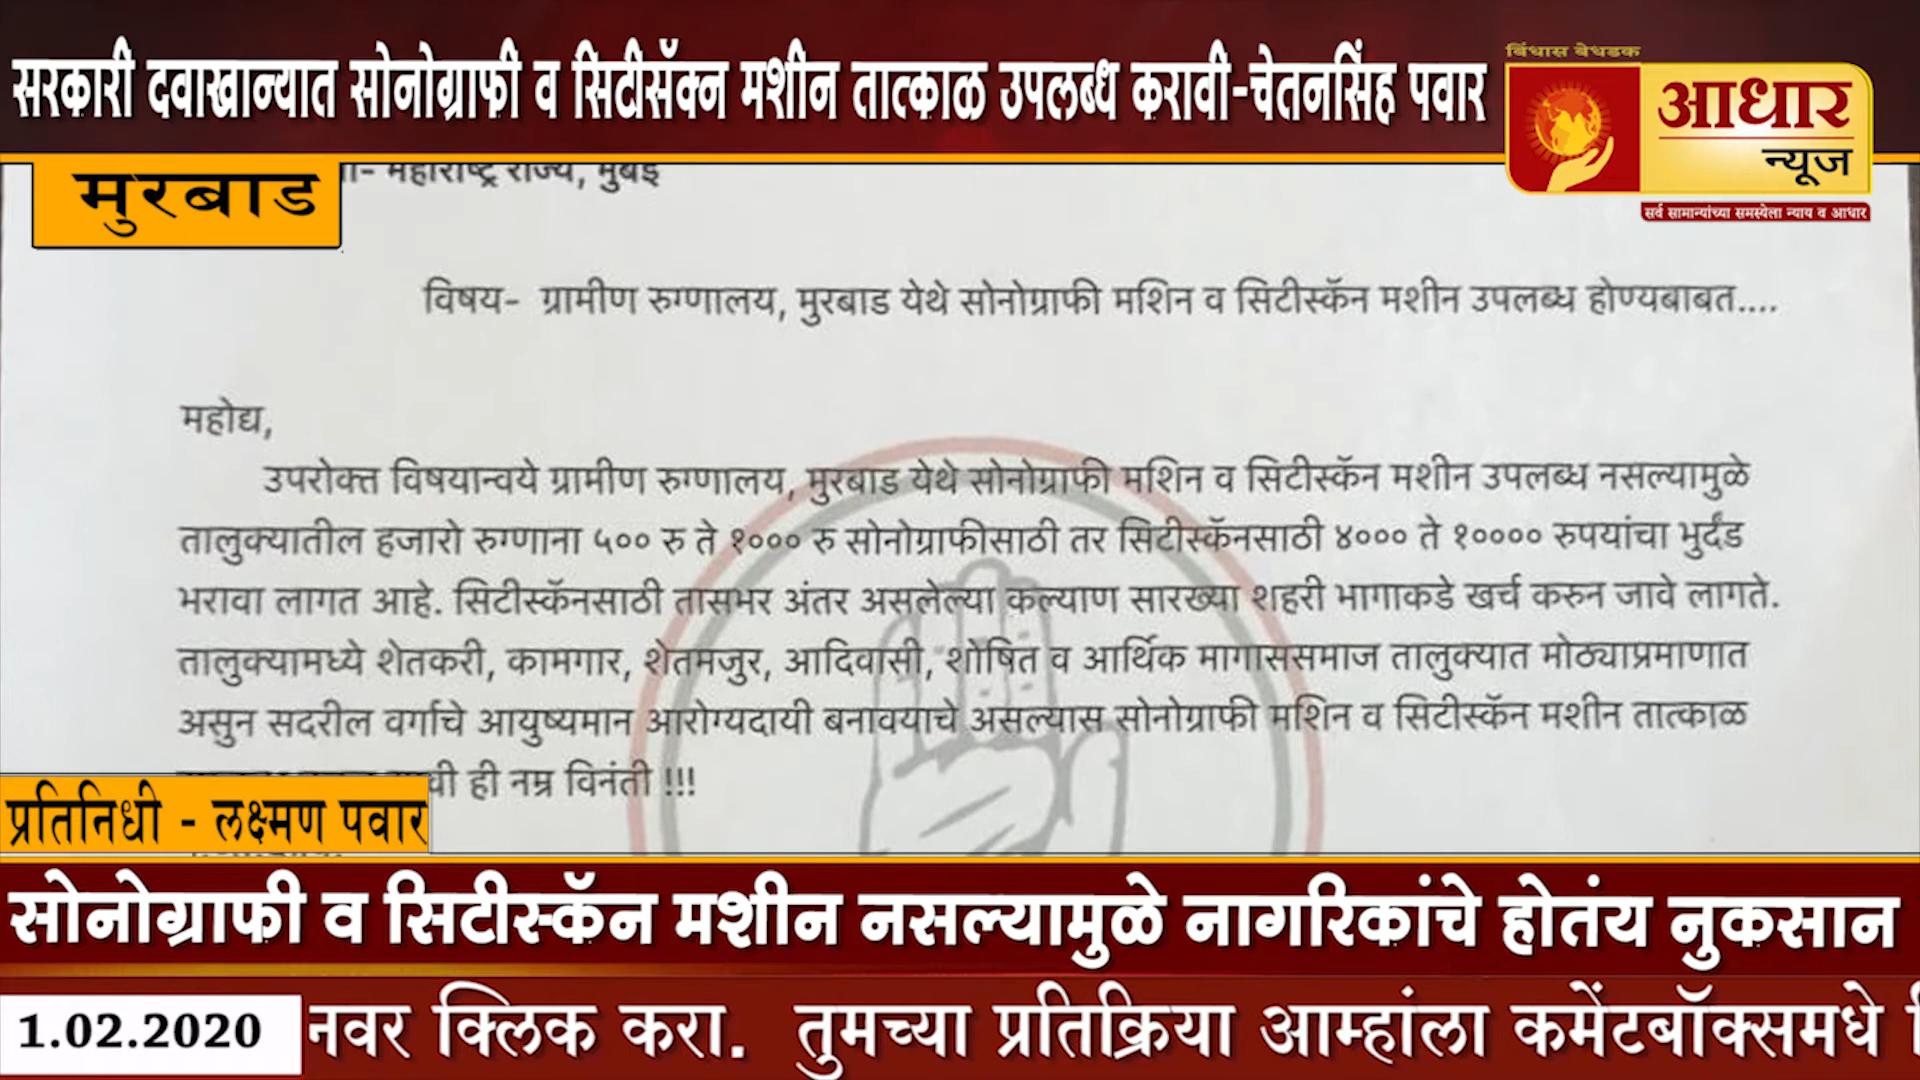 सरकारी दवाखान्यात सोनोग्राफी व सिटीसॅक्न मशीन तात्काळ उपलब्ध करावी-चेतनसिंह पवार
बिंधास बेधडक
आधार
न्यूज
सर्व सामान्यांच्या समस्येला न्याय व आधार
मुरबाड
महाराष्ट्र राज्य, मुंबई
विषय- ग्रामीण रुग्णालय, मुरबाड येथे सोनोग्राफी मशिन व सिटीस्कॅन मशीन उपलब्ध होण्यबाबत....
महोद्य,
उपरोक्त विषयान्वये ग्रामीण रुग्णालय, मुरबाड येथे सोनोग्राफी मशिन व सिटीस्कॅन मशीन उपलब्ध नसल्यामुळे
तालुक्यातील हजारो रुग्णाना ५०० रु ते १००० रु सोनोग्राफीसाठी तर सिटीस्कॅनसाठी ४००० ते १०००० रुपयांचा भुर्दंड
भरावा लागत आहे. सिटीस्कॅनसाठी तासभर अंतर असलेल्या कल्याण सारख्या शहरी भागाकडे खर्च करुन जावे लागते.
तालुक्यामध्ये शेतकरी, कामगार, शेतमजुर, आदिवासी, शोषित व आर्थिक मागाससमाज तालुक्यात मोठ्याप्रमाणात
असुन सदरील वर्गाचे आयुष्यमान आरोग्यदायी बनावयाचे असल्यास सोनोग्राफी मशिन व सिटीस्कॅन मशीन तात्काळ
ही नम्र विनंती !!!
प्रतिनिधी - लक्ष्मण पवार
सोनोग्राफी व सिटीस्कॅन मशीन नसल्यामुळे नागरिकांचे होतंय नुकसान
1.02.2020
नवर क्लिक करा. तुमच्या प्रतिक्रिया आम्हांला कमेंटबॉक्समधे